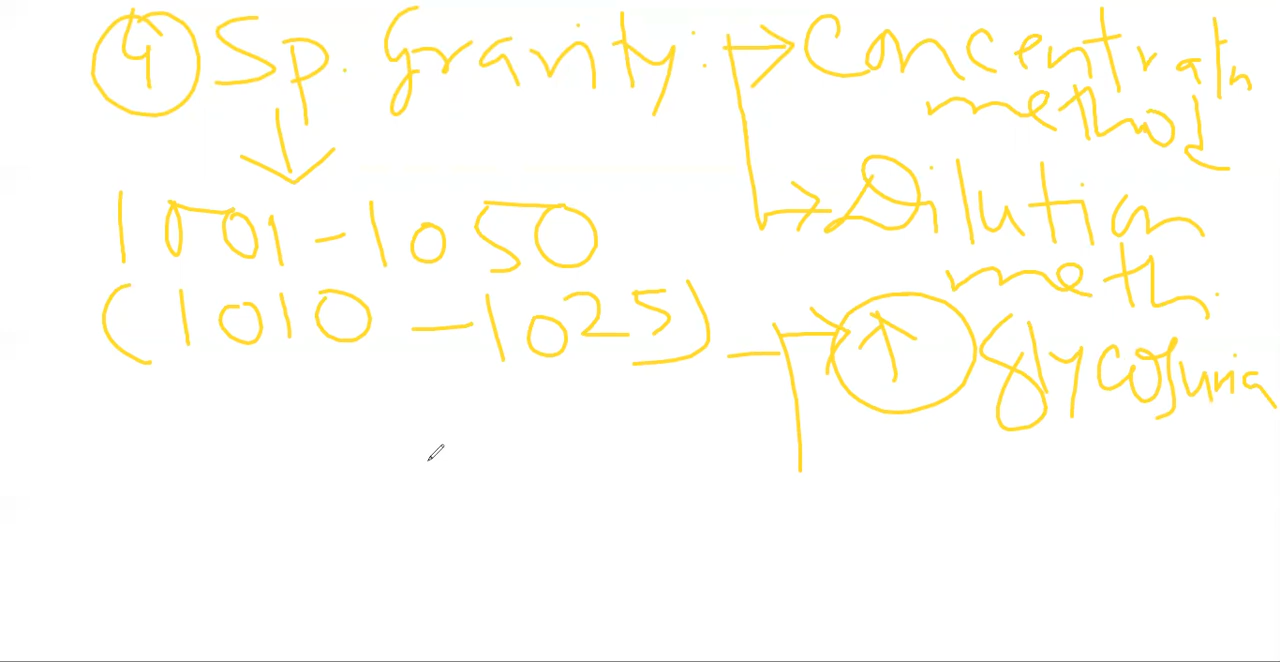 ④ Sp. Gravity: → Concentratn
method
→ Dilution
meth.
↓
1001-1050
(1010-1025) → ↑ glycosuria